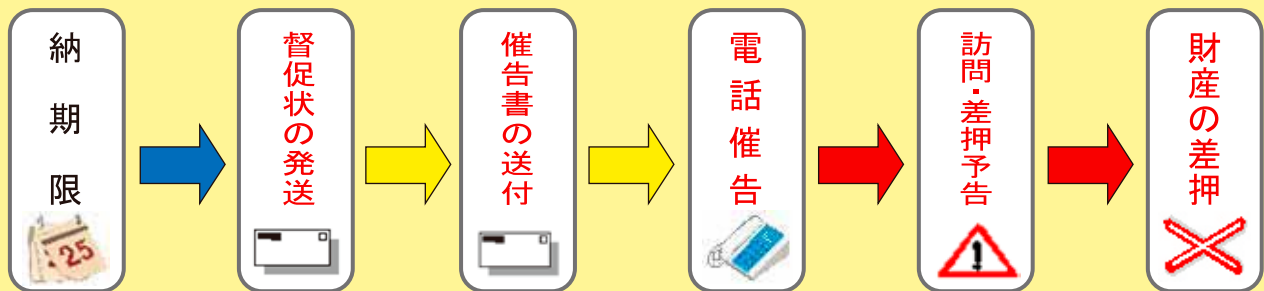 納期限
25
督促状の発送
催告書の送付
電話催告
訪問・差押予告
財産の差押